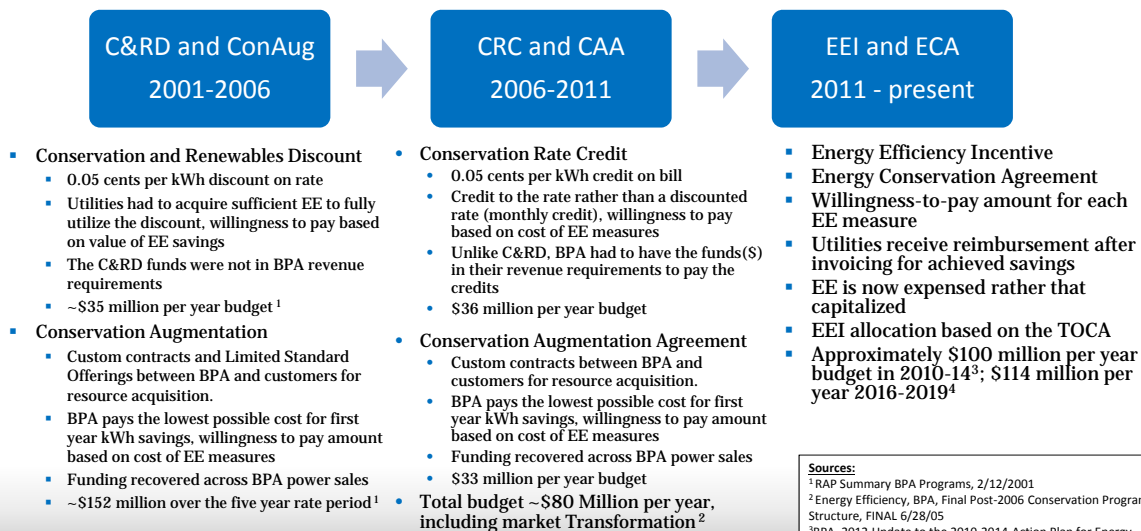 C&RD and ConAug
2001-2006
CRC and CAA
2006-2011
EEI and ECA
2011 - present
▪ Conservation and Renewables Discount
▪ 0.05 cents per kWh discount on rate
▪ Utilities had to acquire sufficient EE to fully
utilize the discount, willingness to pay based
on value of EE savings
▪ The C&RD funds were not in BPA revenue
requirements
▪ ~$35 million per year budget ¹
▪ Conservation Augmentation
▪ Custom contracts and Limited Standard
Offerings between BPA and customers for
resource acquisition.
▪ BPA pays the lowest possible cost for first
year kWh savings, willingness to pay amount
based on cost of EE measures
▪ Funding recovered across BPA power sales
▪ ~$152 million over the five year rate period ¹
• Conservation Rate Credit
• 0.05 cents per kWh credit on bill
• Credit to the rate rather than a discounted
rate (monthly credit), willingness to pay
based on cost of EE measures
• Unlike C&RD, BPA had to have the funds($)
in their revenue requirements to pay the
credits
• $36 million per year budget
• Conservation Augmentation Agreement
• Custom contracts between BPA and
customers for resource acquisition.
• BPA pays the lowest possible cost for first
year kWh savings, willingness to pay amount
based on cost of EE measures
• Funding recovered across BPA power sales
• $33 million per year budget
• Total budget ~$80 Million per year,
including market Transformation ²
▪ Energy Efficiency Incentive
▪ Energy Conservation Agreement
▪ Willingness-to-pay amount for each
EE measure
▪ Utilities receive reimbursement after
invoicing for achieved savings
▪ EE is now expensed rather that
capitalized
▪ EEI allocation based on the TOCA
▪ Approximately $100 million per year
budget in 2010-14³; $114 million per
year 2016-2019⁴
Sources:
¹ RAP Summary BPA Programs, 2/12/2001
² Energy Efficiency, BPA, Final Post-2006 Conservation Program
Structure, FINAL 6/28/05
³BPA, 2012 Update to the 2010-2014 Action Plan for Energy